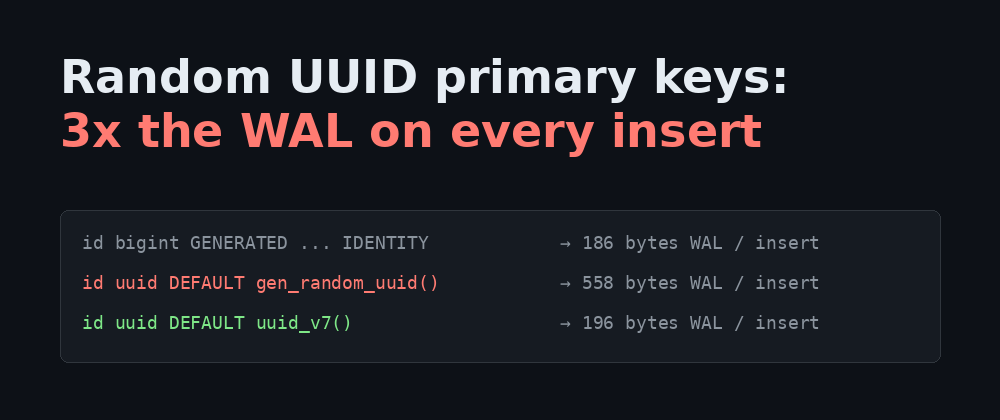 Random UUID primary keys:
3x the WAL on every insert
id bigint GENERATED ... IDENTITY → 186 bytes WAL / insert
id uuid DEFAULT gen_random_uuid() → 558 bytes WAL / insert
id uuid DEFAULT uuid_v7() → 196 bytes WAL / insert